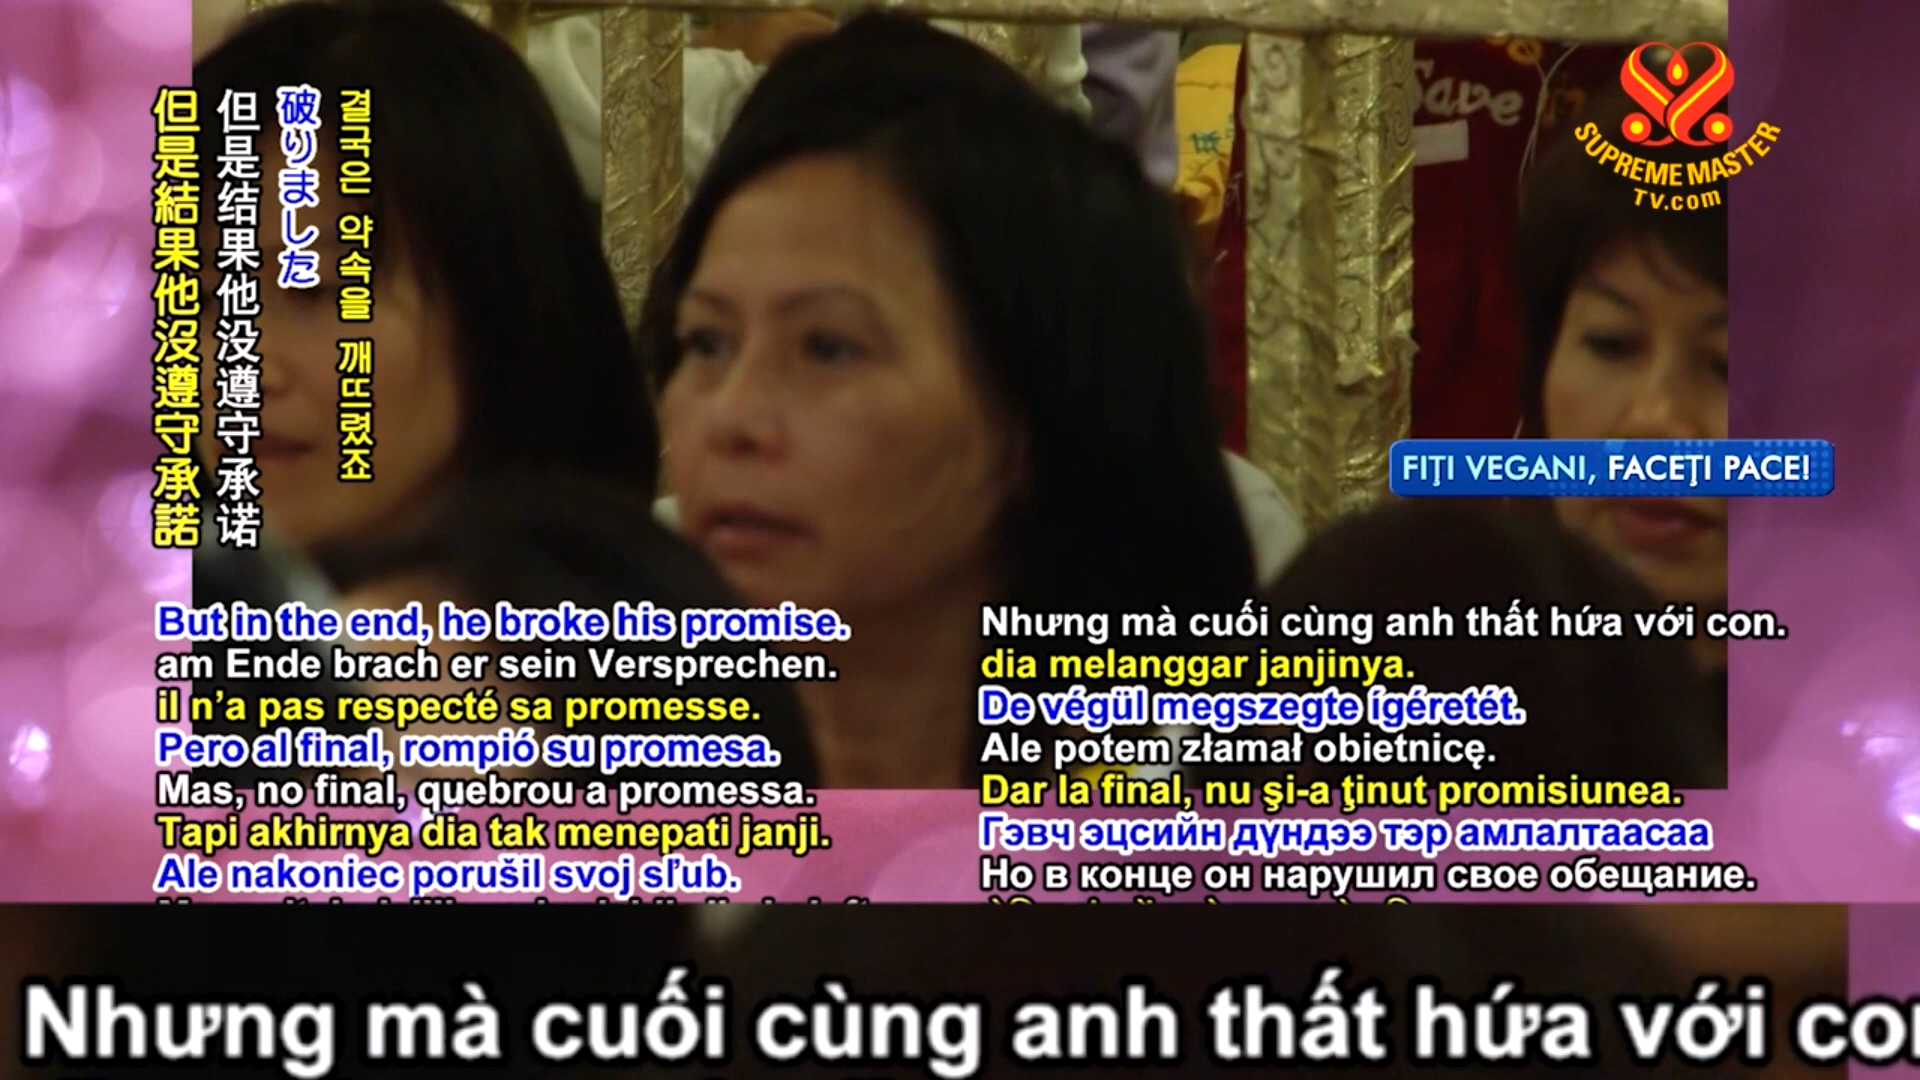 但是結果他沒遵守承諾
但是结果他没遵守承诺
破りました
결국은 약속을 깨뜨렸죠
Save
SUPREME MASTER
TV.com
FIŢI VEGANI, FACEŢI PACE!
But in the end, he broke his promise.
am Ende brach er sein Versprechen.
il n’a pas respecté sa promesse.
Pero al final, rompió su promesa.
Mas, no final, quebrou a promessa.
Tapi akhirnya dia tak menepati janji.
Ale nakoniec porušil svoj sľub.
Nhưng mà cuối cùng anh thất hứa với con.
dia melanggar janjinya.
De végül megszegte ígéretét.
Ale potem złamał obietnicę.
Dar la final, nu şi-a ţinut promisiunea.
Гэвч эцсийн дүндээ тэр амлалтаасаа
Но в конце он нарушил свое обещание.
Nhưng mà cuối cùng anh thất hứa với